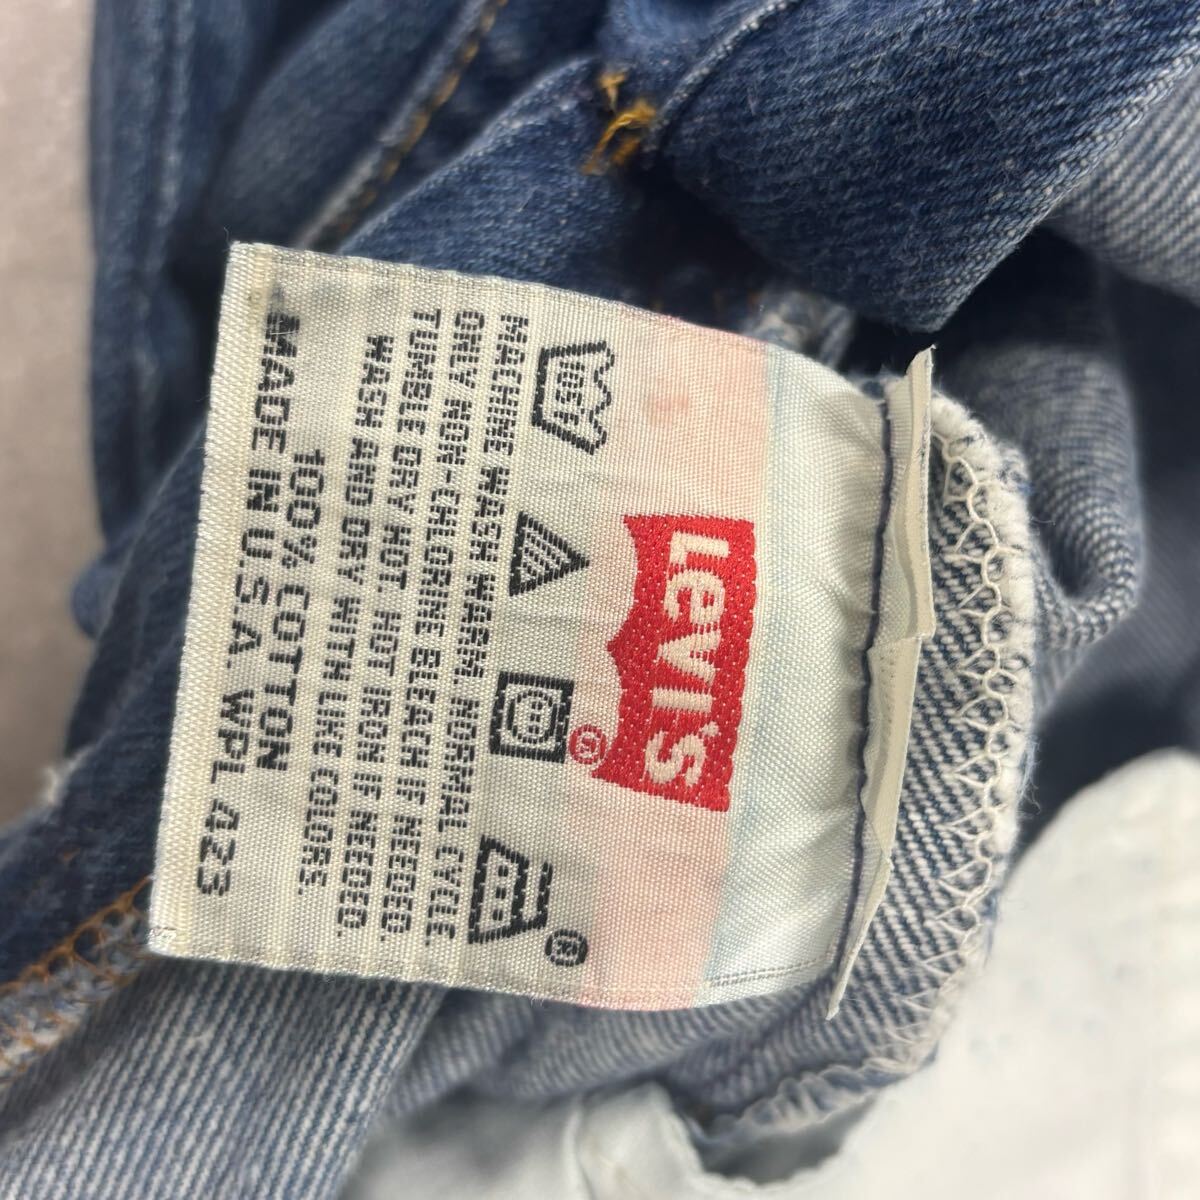 LEVI'S ®
MACHINE WASH WARM, NORMAL CYCLE.
ONLY NON-CHLORINE BLEACH IF NEEDED.
TUMBLE DRY HOT. HOT IRON IF NEEDED.
WASH AND DRY WITH LIKE COLORS.
100% COTTON
MADE IN U.S.A. WPL 423
®